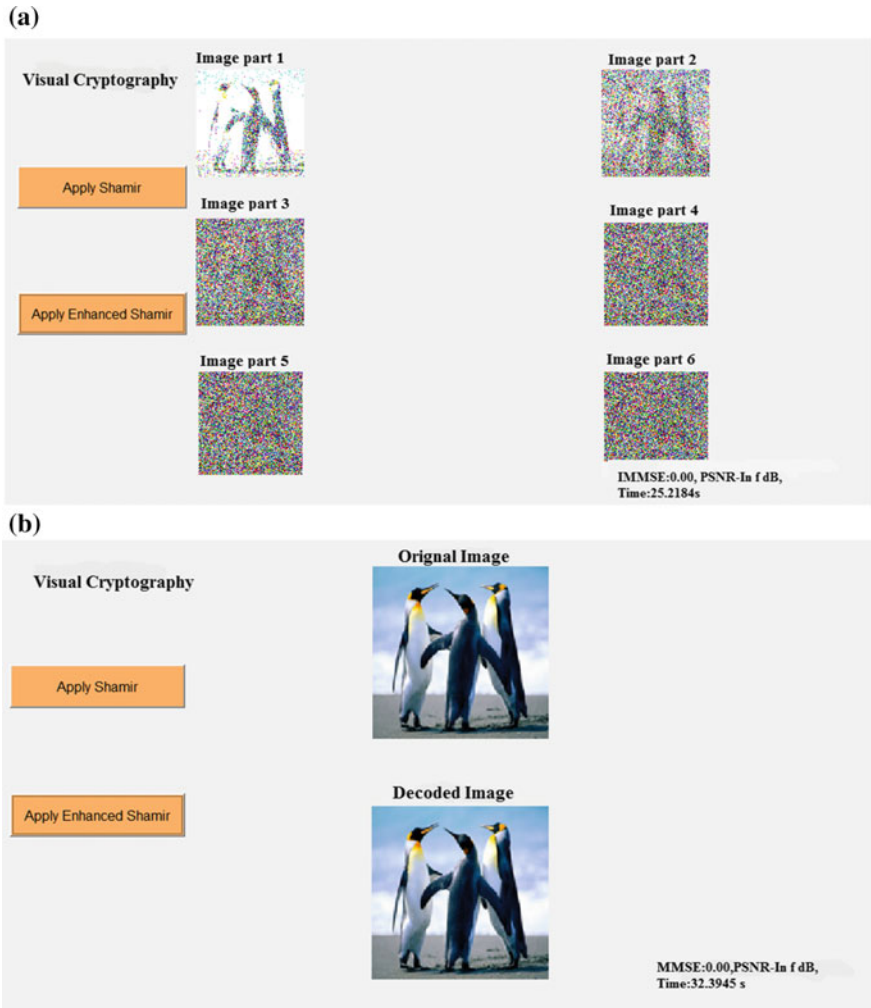 (a)
Image part 1
Image part 2
Visual Cryptography
Apply Shamir
Image part 3
Image part 4
Apply Enhanced Shamir
Image part 5
Image part 6
IMMSE:0.00, PSNR-In f dB,
Time:25.2184s
(b)
Orignal Image
Visual Cryptography
Apply Shamir
Decoded Image
Apply Enhanced Shamir
MMSE:0.00,PSNR-In f dB,
Time:32.3945 s